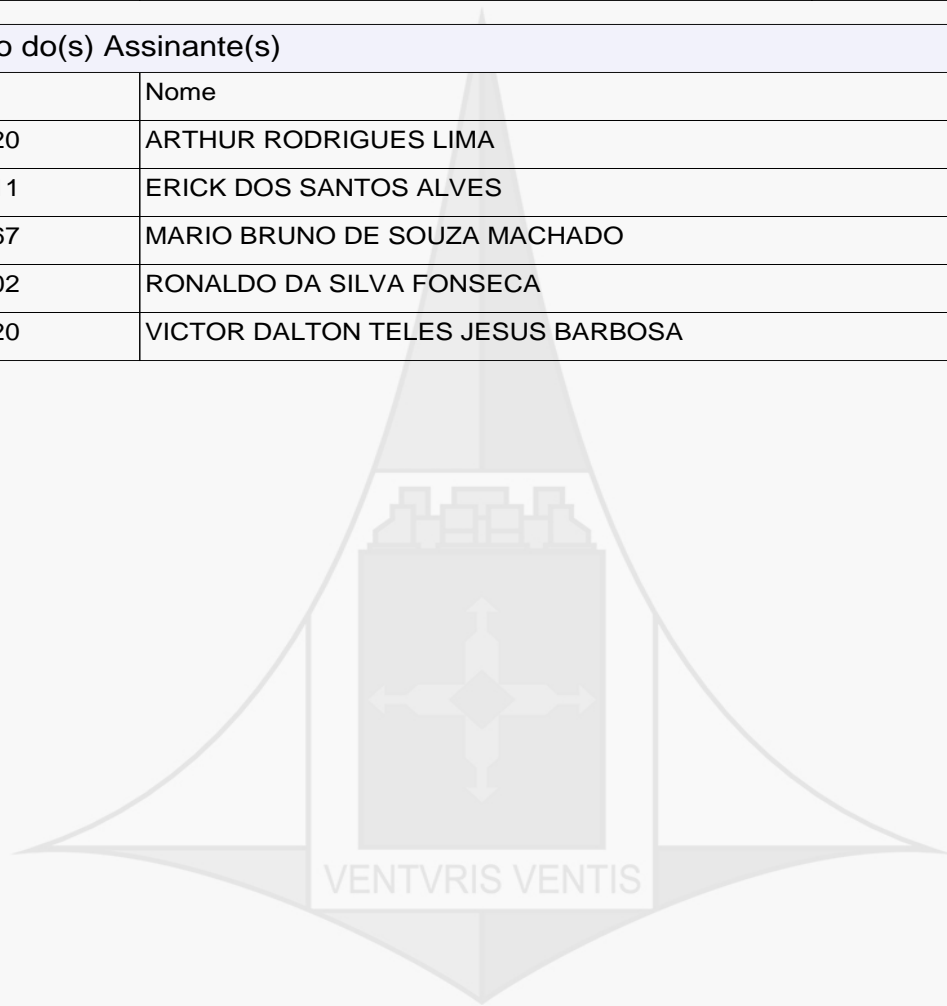 o do(s) Assinante(s)
Nome
20 ARTHUR RODRIGUES LIMA
1 ERICK DOS SANTOS ALVES
67 MARIO BRUNO DE SOUZA MACHADO
02 RONALDO DA SILVA FONSECA
20 VICTOR DALTON TELES JESUS BARBOSA
VENTVRIS VENTIS